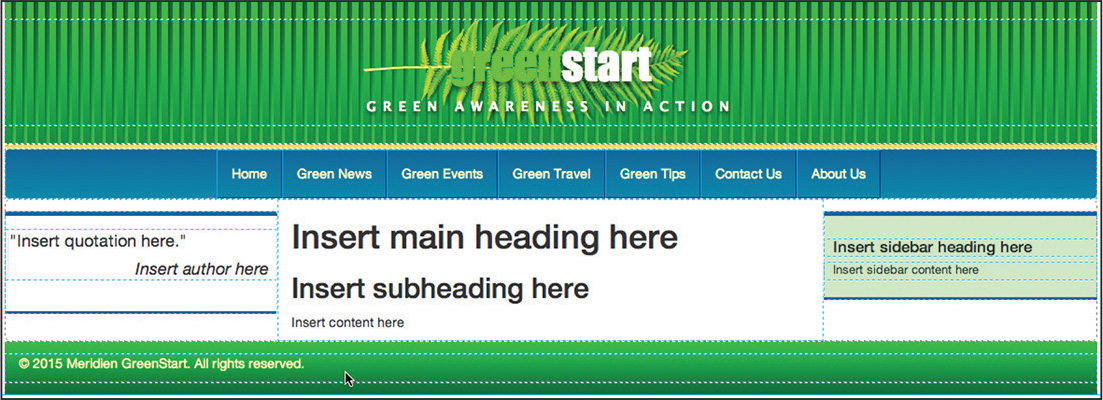 greenstart
GREEN AWARENESS IN ACTION
Home Green News Green Events Green Travel Green Tips Contact Us About Us
"Insert quotation here."
Insert author here
Insert main heading here
Insert subheading here
Insert content here
Insert sidebar heading here
Insert sidebar content here
© 2015 Meridien GreenStart. All rights reserved.